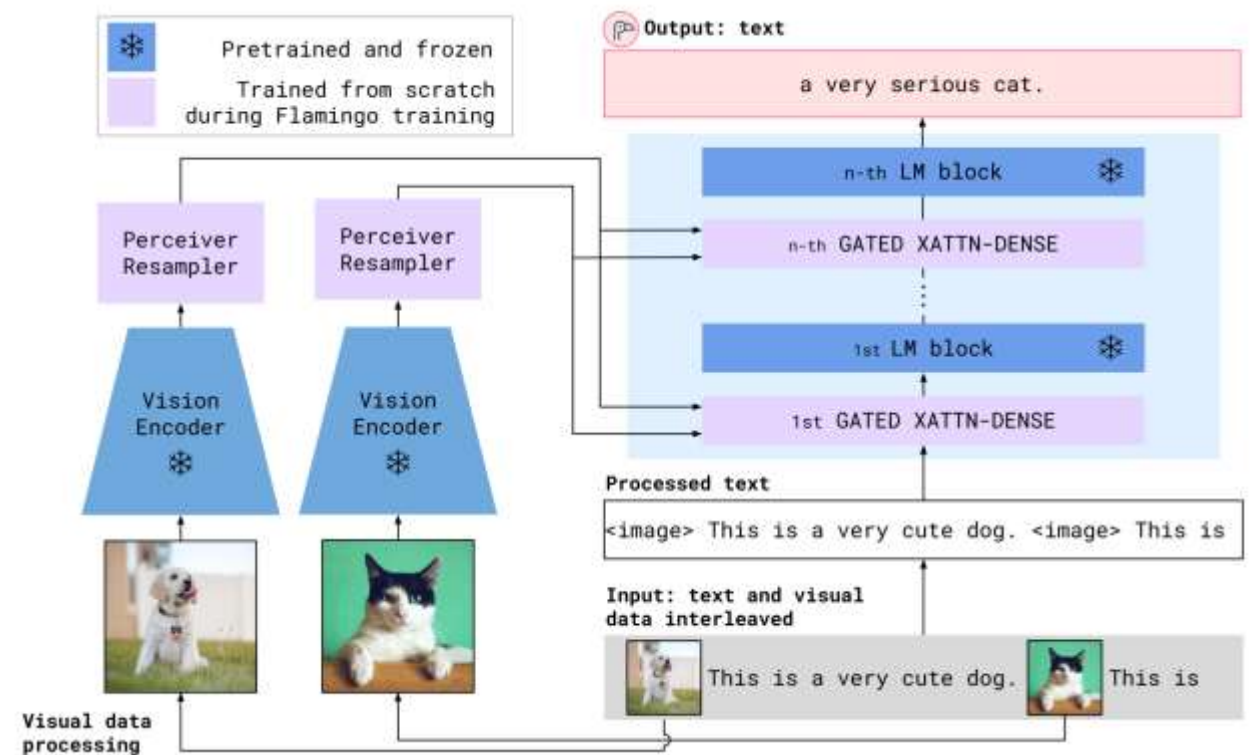 Pretrained and frozen
Trained from scratch
during Flamingo training
Perceiver
Resampler
Perceiver
Resampler
Vision
Encoder
Vision
Encoder
Visual data
processing
Output: text
a very serious cat.
n-th LM block
n-th GATED XATTN-DENSE
1st LM block
1st GATED XATTN-DENSE
Processed text
<image> This is a very cute dog. <image> This is
Input: text and visual
data interleaved
This is a very cute dog. This is